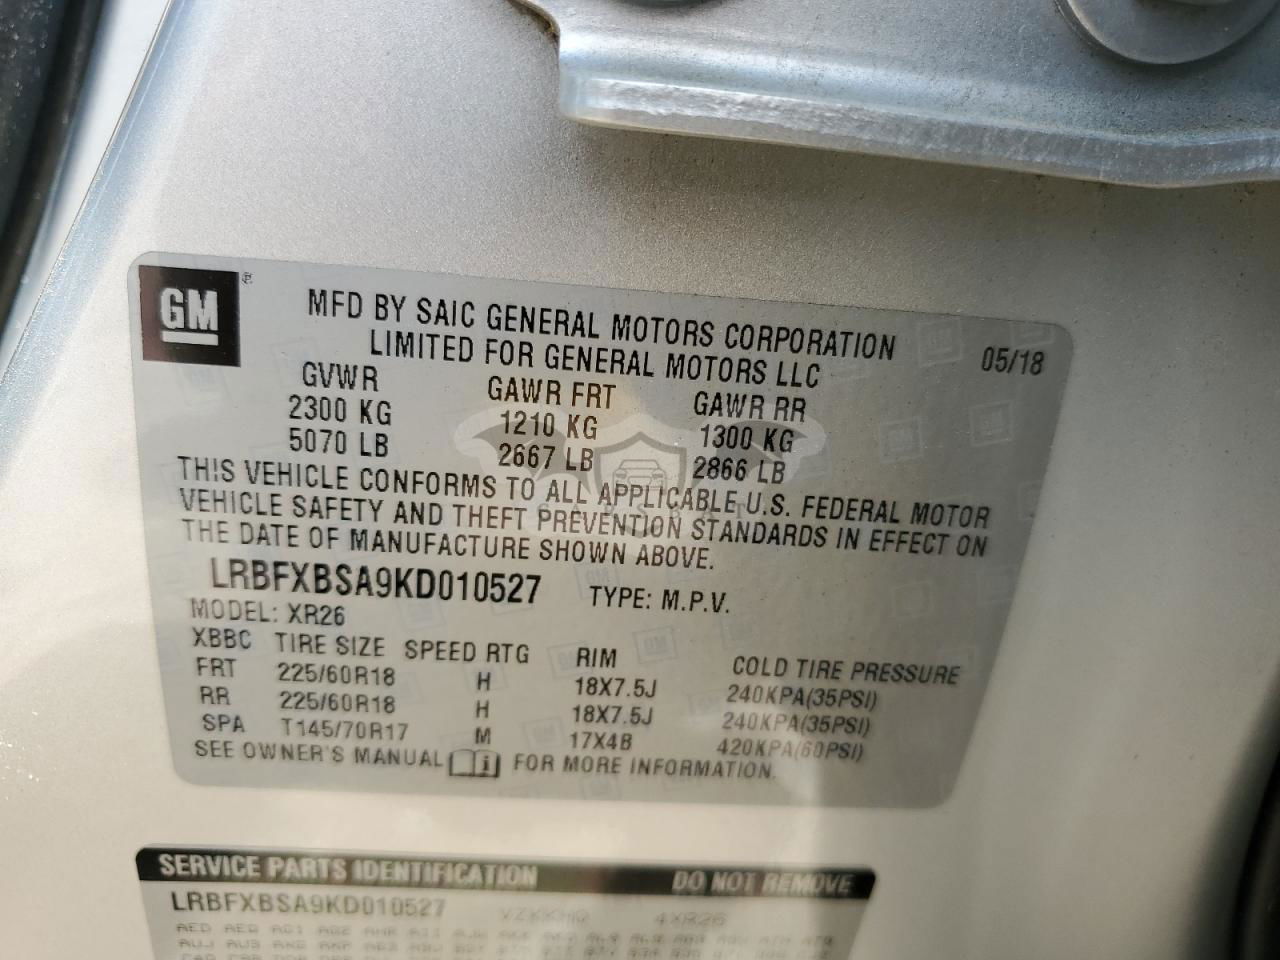 GM
MFD BY SAIC GENERAL MOTORS CORPORATION
LIMITED FOR GENERAL MOTORS LLC 05/18
GVWR GAWR FRT GAWR RR
2300 KG 1210 KG 1300 KG
5070 LB 2667 LB 2866 LB
THIS VEHICLE CONFORMS TO ALL APPLICABLE U.S. FEDERAL MOTOR
VEHICLE SAFETY AND THEFT PREVENTION STANDARDS IN EFFECT ON
THE DATE OF MANUFACTURE SHOWN ABOVE.
LRBFXBSA9KD010527 TYPE: M.P.V.
MODEL: XR26
XBBC TIRE SIZE SPEED RTG RIM COLD TIRE PRESSURE
FRT 225/60R18 H 18X7.5J 240KPA(35PSI)
RR 225/60R18 H 18X7.5J 240KPA(35PSI)
SPA T145/70R17 M 17X4B 420KPA(60PSI)
SEE OWNER'S MANUAL FOR MORE INFORMATION.
SERVICE PARTS IDENTIFICATION DO NOT REMOVE
LRBFXBSA9KD010527 4XR26